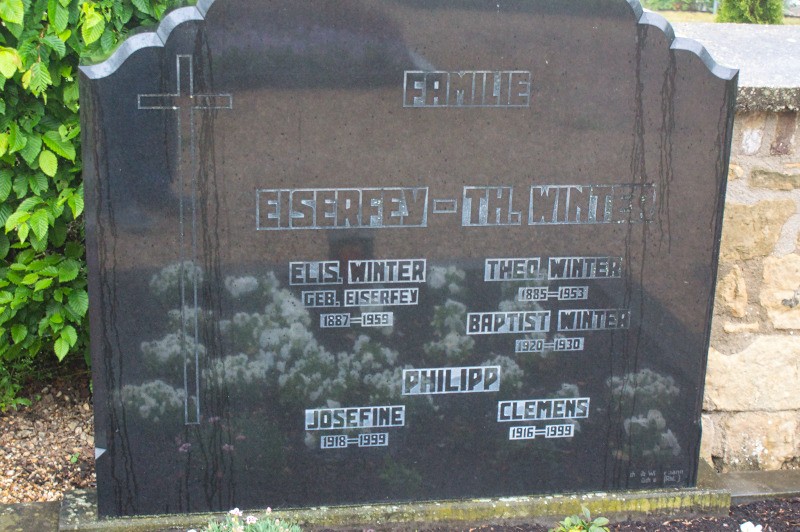 FAMILIE
EISERFEY – TH. WINTER
ELIS. WINTER
GEB. EISERFEY
1887–1959
THEO. WINTER
1885–1953
BAPTIST WINTER
1920–1930
PHILIPP
JOSEFINE
1918–1999
CLEMENS
1916–1999